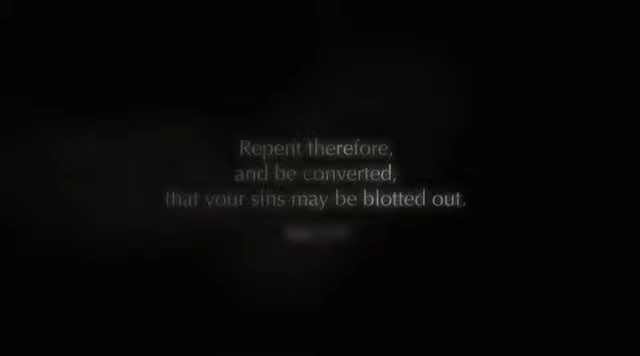 Repent therefore,
and be converted,
that your sins may be blotted out.